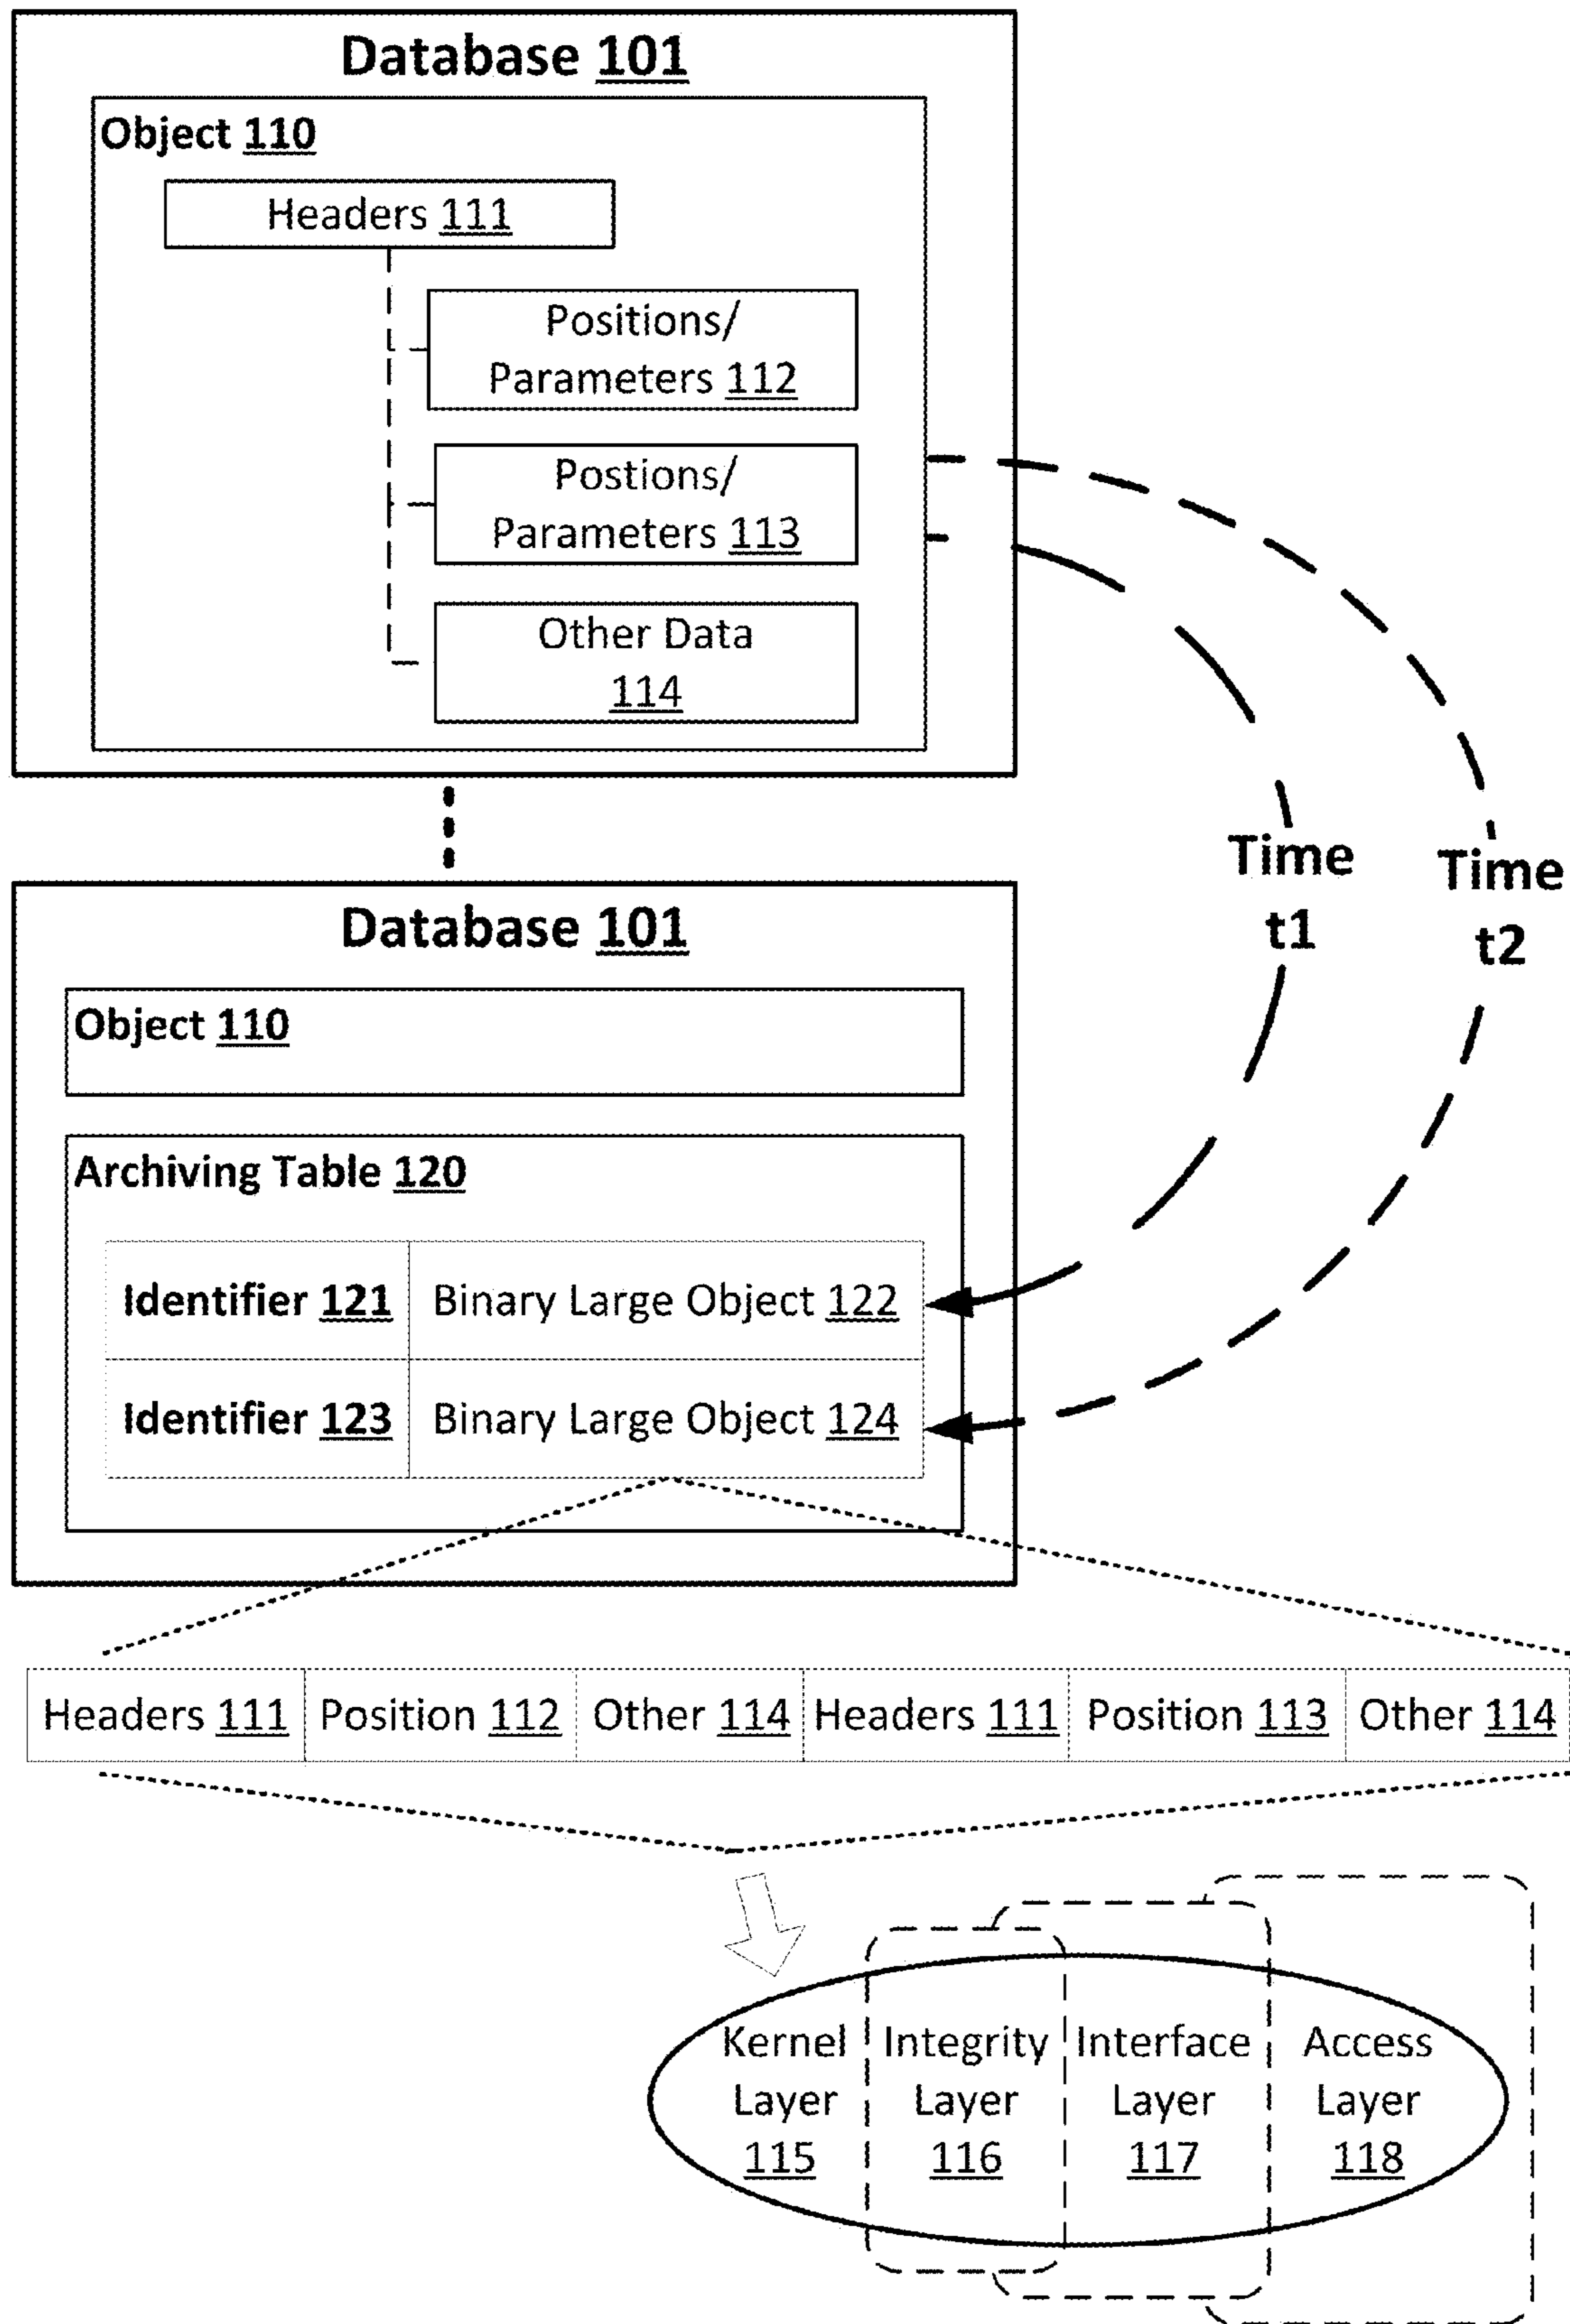 Database 101
Object 110
Headers 111
Positions/
Parameters 112
Postions/
Parameters 113
Other Data
114
Time
t1
Time
t2
Database 101
Object 110
Archiving Table 120
Identifier 121 Binary Large Object 122
Identifier 123 Binary Large Object 124
Headers 111 Position 112 Other 114 Headers 111 Position 113 Other 114
Kernel
Layer
115
Integrity
Layer
116
Interface
Layer
117
Access
Layer
118